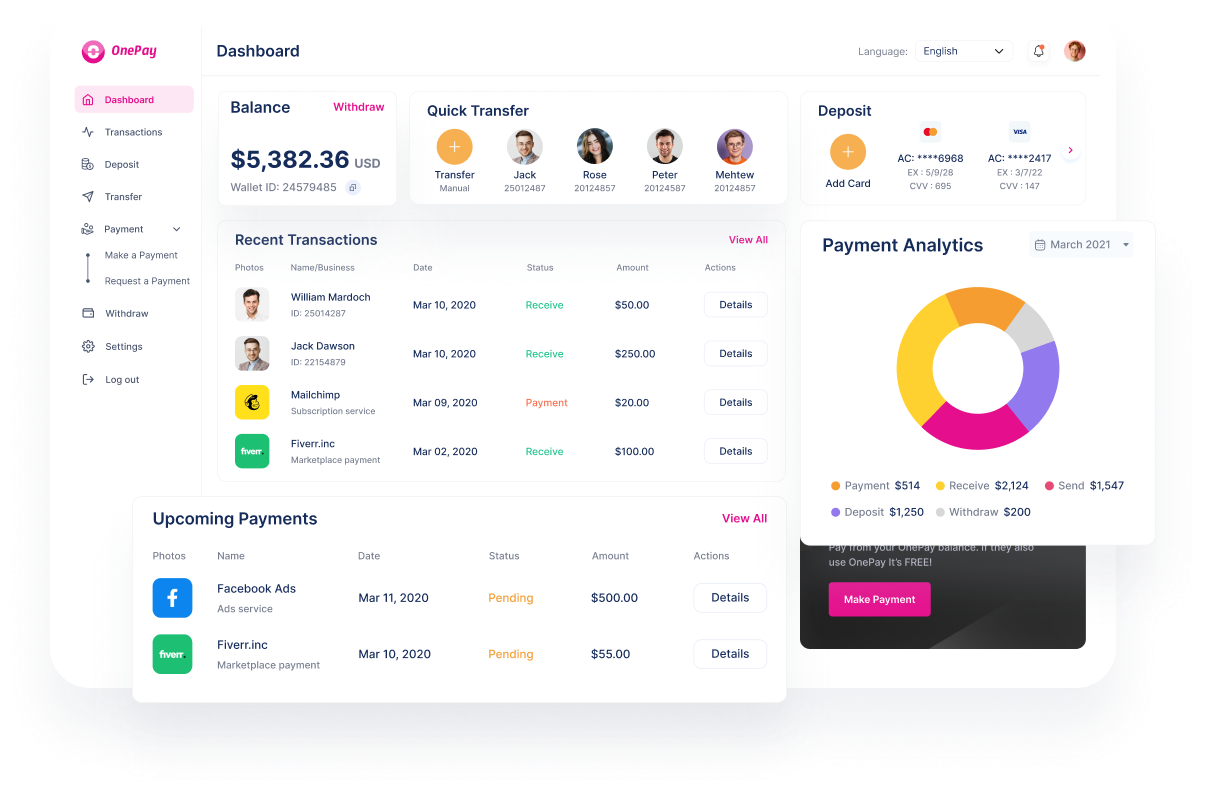 OnePay
Dashboard
Language: English
Dashboard
Transactions
Deposit
Transfer
Payment
Make a Payment
Request a Payment
Withdraw
Settings
Log out
Balance Withdraw
$5,382.36 USD
Wallet ID: 24579485
Quick Transfer
Transfer Jack Rose Peter Mehtew
Manual 25012487 20124857 20124587 20124857
Deposit
VISA
AC: ****6968 AC: ****2417
EX : 5/9/28 EX : 3/7/22
CVV : 695 CVV : 147
Add Card
Recent Transactions View All
Photos Name/Business Date Status Amount Actions
William Mardoch
ID: 25014287
Mar 10, 2020 Receive $50.00 Details
Jack Dawson
ID: 22154879
Mar 10, 2020 Receive $250.00 Details
Mailchimp
Subscription service
Mar 09, 2020 Payment $20.00 Details
fiverr.
Fiverr.inc
Marketplace payment
Mar 02, 2020 Receive $100.00 Details
Payment Analytics March 2021
Payment $514 Receive $2,124 Send $1,547
Deposit $1,250 Withdraw $200
Pay from your OnePay balance. If they also
use OnePay It's FREE!
Make Payment
Upcoming Payments View All
Photos Name Date Status Amount Actions
Facebook Ads
Ads service
Mar 11, 2020 Pending $500.00 Details
fiverr.
Fiverr.inc
Marketplace payment
Mar 10, 2020 Pending $55.00 Details